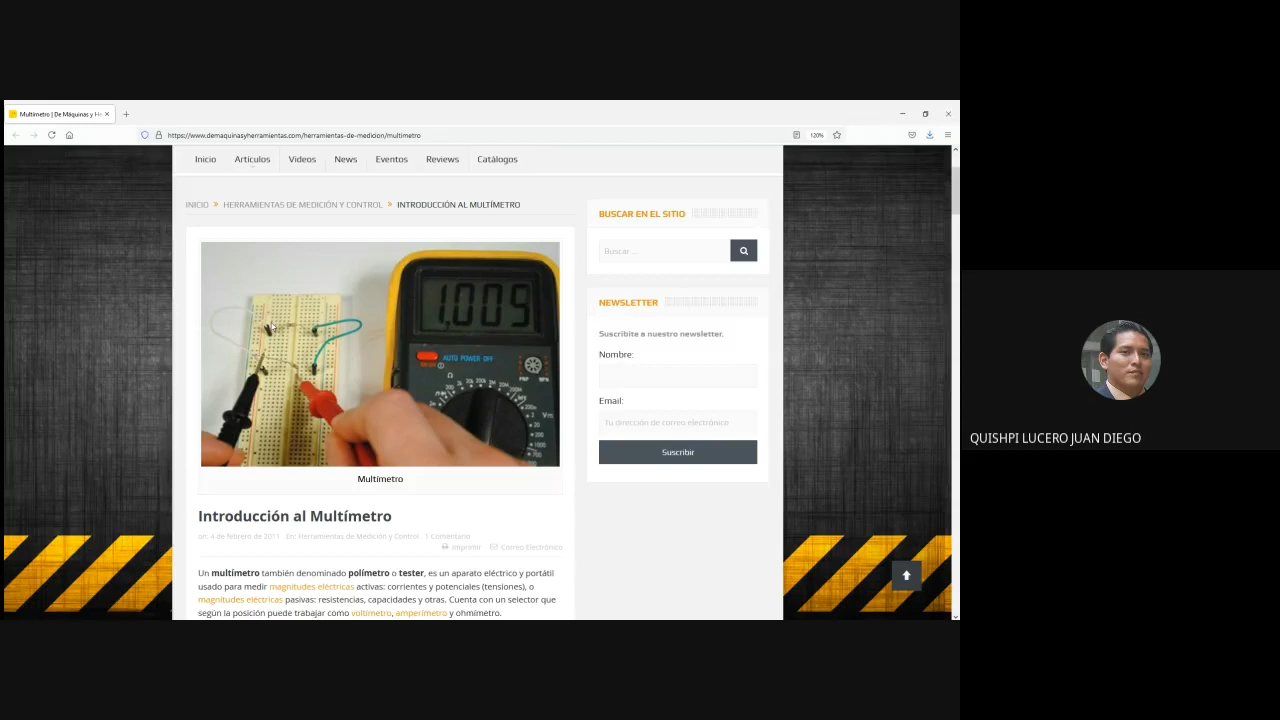 Multímetro | De Máquinas y He
https://www.demaquinasyherramientas.com/herramientas-de-medicion/multimetro
120%
Inicio Artículos Videos News Eventos Reviews Catálogos
INICIO » HERRAMIENTAS DE MEDICIÓN Y CONTROL » INTRODUCCIÓN AL MULTÍMETRO
1.005
AUTO POWER OFF
PNP NPN
Multímetro
Introducción al Multímetro
on: 4 de febrero de 2011 En: Herramientas de Medición y Control 1 Comentario
Imprimir Correo Electrónico
Un multímetro también denominado polímetro o tester, es un aparato eléctrico y portátil
usado para medir magnitudes eléctricas activas: corrientes y potenciales (tensiones), o
magnitudes eléctricas pasivas: resistencias, capacidades y otras. Cuenta con un selector que
según la posición puede trabajar como voltímetro, amperímetro y ohmímetro.
BUSCAR EN EL SITIO
Buscar ...
NEWSLETTER
Suscribite a nuestro newsletter.
Nombre:
Email:
Tu dirección de correo electrónico
Suscribir
QUISHPI LUCERO JUAN DIEGO